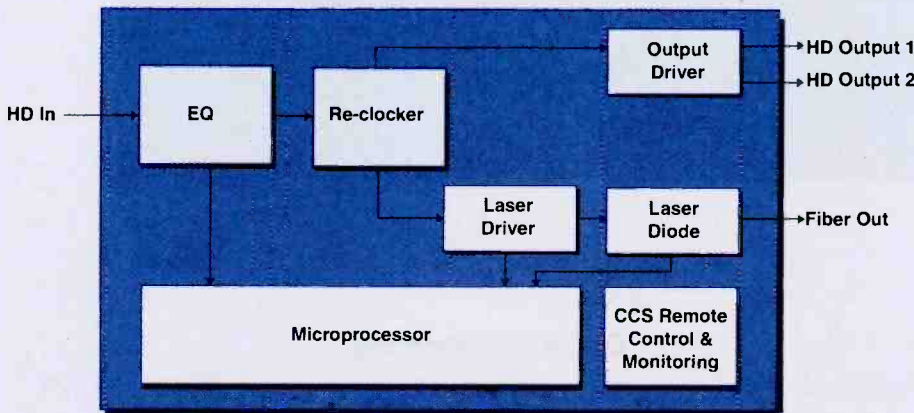 HD In
EQ
Re-clocker
Output
Driver
HD Output 1
HD Output 2
Laser
Driver
Laser
Diode
Fiber Out
Microprocessor
CCS Remote
Control &
Monitoring